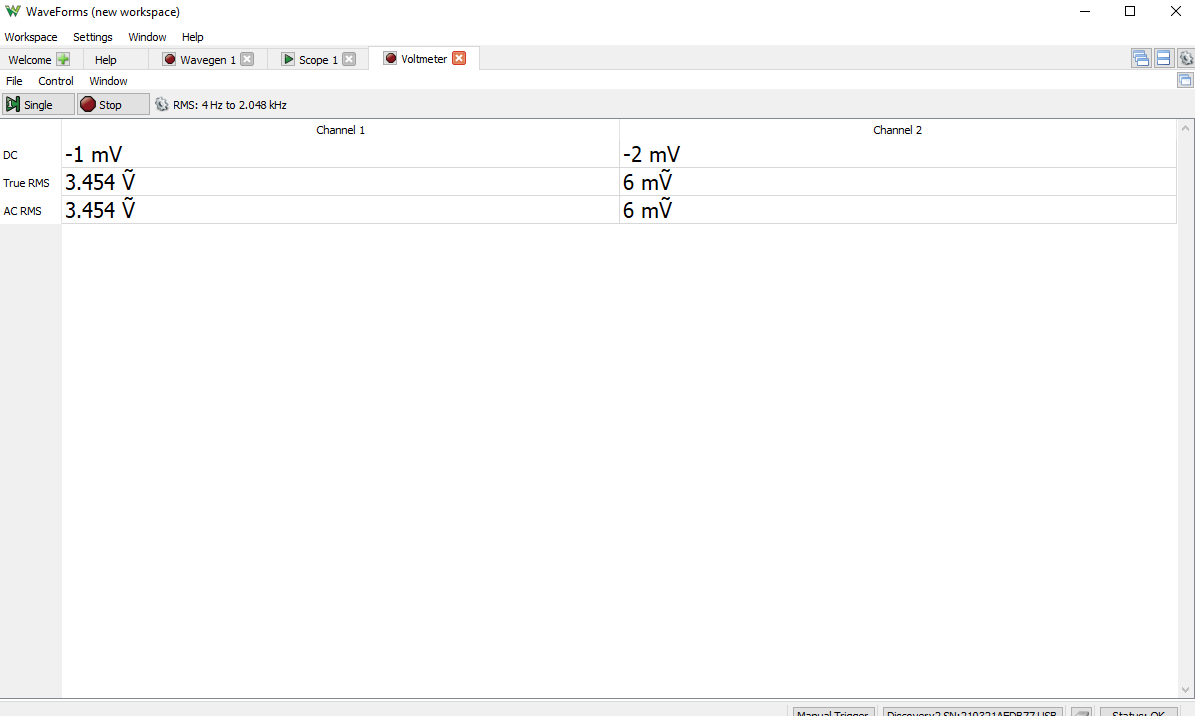 WaveForms (new workspace)
Workspace Settings Window Help
Welcome Help Wavegen 1 Scope 1 Voltmeter
File Control Window
Single Stop RMS: 4 Hz to 2.048 kHz
Channel 1 Channel 2
DC -1 mV -2 mV
True RMS 3.454 Ṽ 6 mṼ
AC RMS 3.454 Ṽ 6 mṼ
Manual Trigger Discovery2 SN:210321AEDB77 USB Status: OK